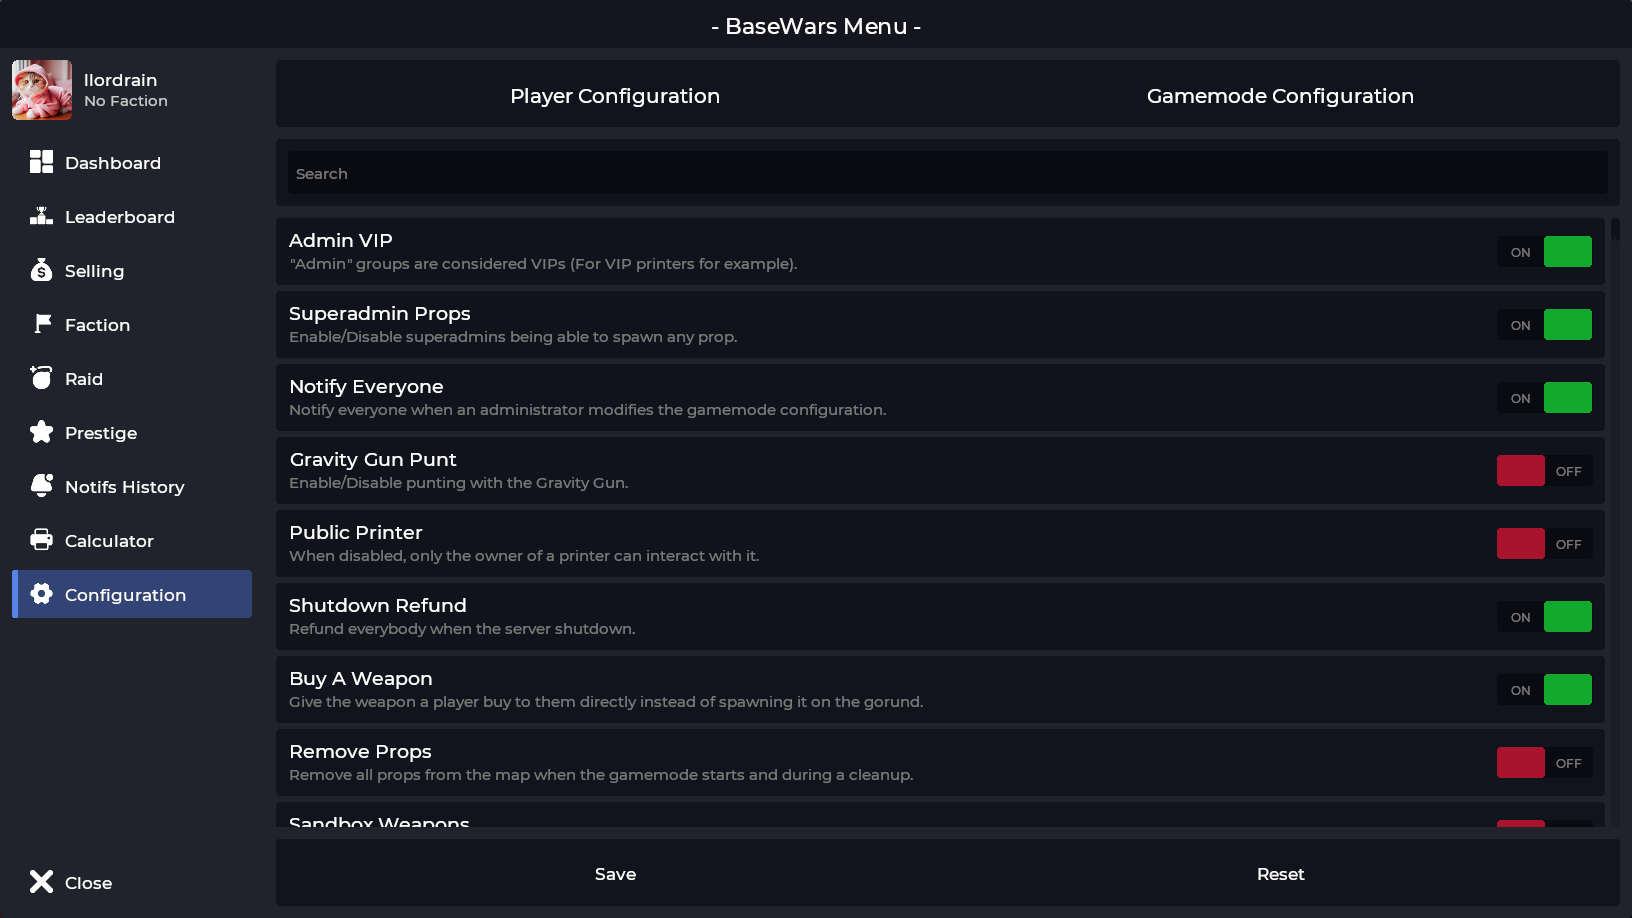 - BaseWars Menu -
llordrain
No Faction
Dashboard
Leaderboard
Selling
Faction
Raid
Prestige
Notifs History
Calculator
Configuration
Close
Player Configuration
Gamemode Configuration
Search
Admin VIP
"Admin" groups are considered VIPs (For VIP printers for example).
ON
Superadmin Props
Enable/Disable superadmins being able to spawn any prop.
ON
Notify Everyone
Notify everyone when an administrator modifies the gamemode configuration.
ON
Gravity Gun Punt
Enable/Disable punting with the Gravity Gun.
OFF
Public Printer
When disabled, only the owner of a printer can interact with it.
OFF
Shutdown Refund
Refund everybody when the server shutdown.
ON
Buy A Weapon
Give the weapon a player buy to them directly instead of spawning it on the gorund.
ON
Remove Props
Remove all props from the map when the gamemode starts and during a cleanup.
OFF
Sandbox Weapons
Save
Reset